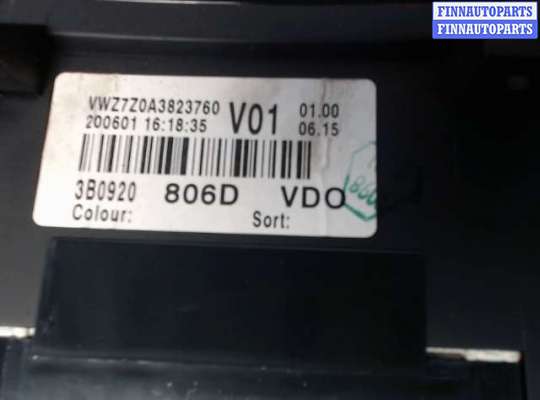 FINNAUTOPARTS
FINNAUTOPARTS
VWZ7Z0A3823760 V01 01.00
200601 16:18:35 06.15
3B0920 806D VDO
Colour: Sort: